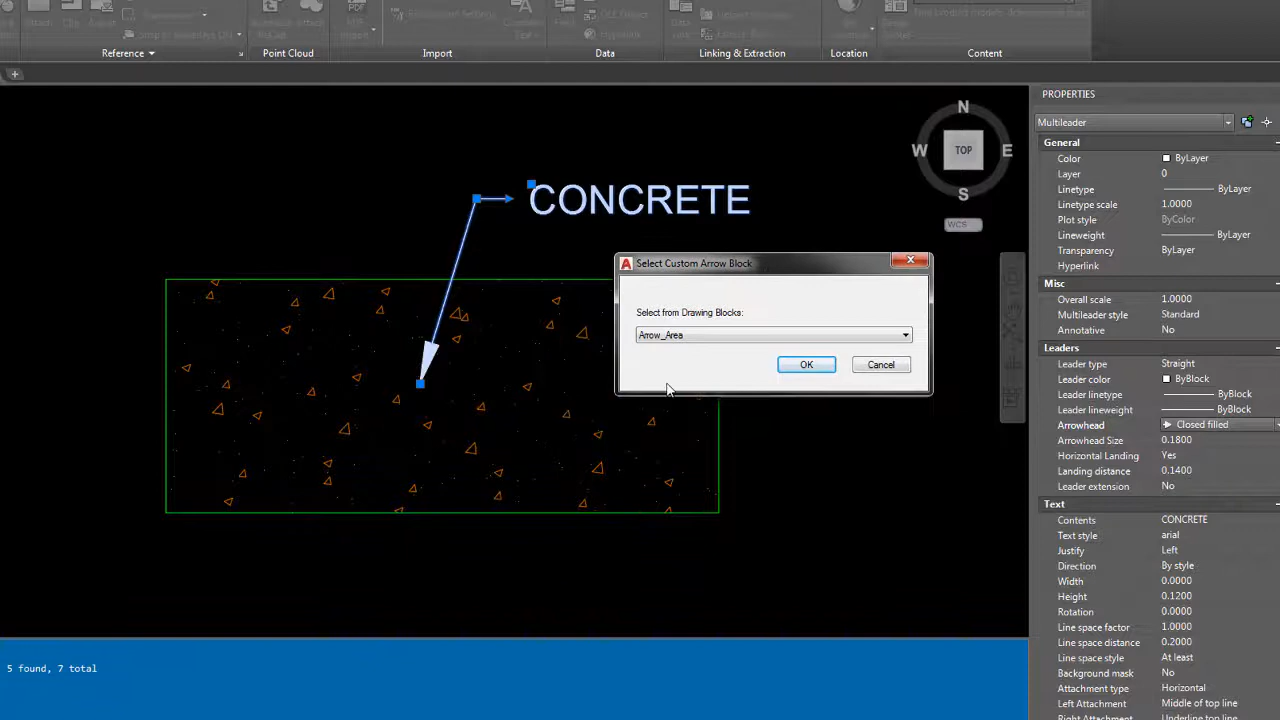 Reference
Point Cloud
Import
Data
Linking & Extraction
Location
Content
PROPERTIES
Multileader
General
Color ByLayer
Layer 0
Linetype ByLayer
Linetype scale 1.0000
Plot style ByColor
Lineweight ByLayer
Transparency ByLayer
Hyperlink
Misc
Overall scale 1.0000
Multileader style Standard
Annotative No
Leaders
Leader type Straight
Leader color ByBlock
Leader linetype ByBlock
Leader lineweight ByBlock
Arrowhead Closed filled
Arrowhead Size 0.1800
Horizontal Landing Yes
Landing distance 0.1400
Leader extension No
Text
Contents CONCRETE
Text style arial
Justify Left
Direction By style
Width 0.0000
Height 0.1200
Rotation 0.0000
Line space factor 1.0000
Line space distance 0.2000
Line space style At least
Background mask No
Attachment type Horizontal
Left Attachment Middle of top line
Right Attachment Underline top line
N
W TOP E
S
WCS
CONCRETE
Select Custom Arrow Block
Select from Drawing Blocks:
Arrow_Area
OK Cancel
5 found, 7 total